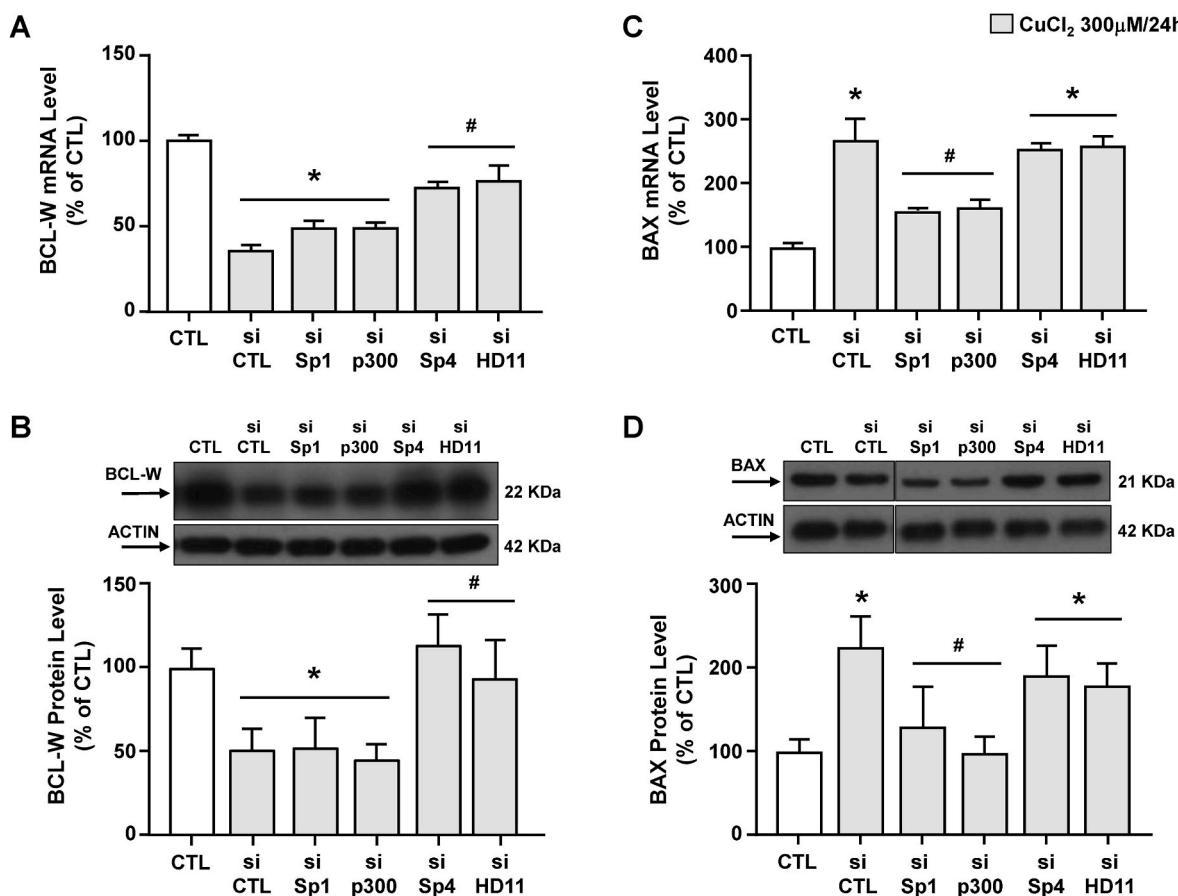 A
BCL-W mRNA Level
(% of CTL)
150
100
50
0
*
#
CTL
si
CTL
si
Sp1
si
p300
si
Sp4
si
HD11
C
CuCl₂ 300µM/24h
BAX mRNA Level
(% of CTL)
400
300
200
100
0
*
#
*
CTL
si
CTL
si
Sp1
si
p300
si
Sp4
si
HD11
B
CTL
si
CTL
si
Sp1
si
p300
si
Sp4
si
HD11
BCL-W
22 KDa
ACTIN
42 KDa
BCL-W Protein Level
(% of CTL)
150
100
50
0
*
#
CTL
si
CTL
si
Sp1
si
p300
si
Sp4
si
HD11
D
CTL
si
CTL
si
Sp1
si
p300
si
Sp4
si
HD11
BAX
21 KDa
ACTIN
42 KDa
BAX Protein Level
(% of CTL)
300
200
100
0
*
#
*
CTL
si
CTL
si
Sp1
si
p300
si
Sp4
si
HD11